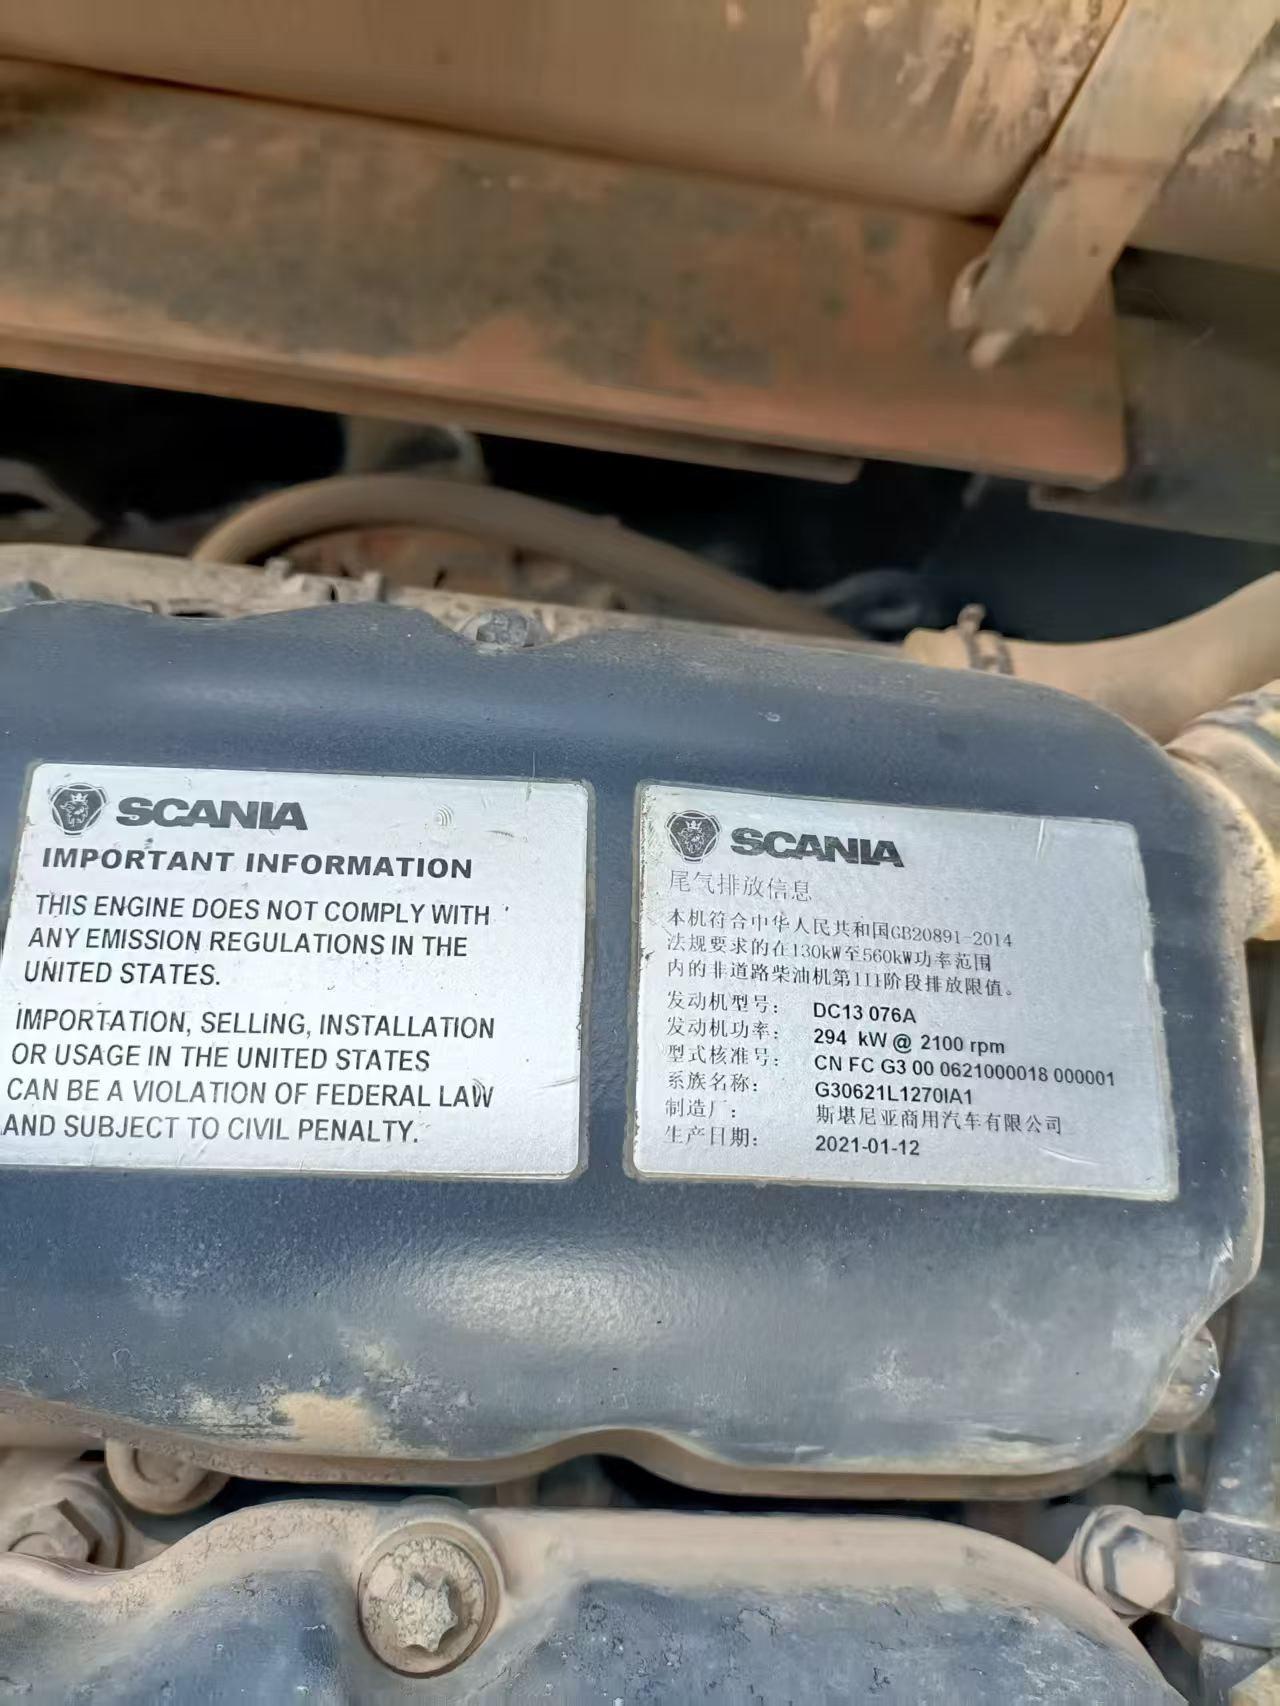 SCANIA
IMPORTANT INFORMATION
THIS ENGINE DOES NOT COMPLY WITH
ANY EMISSION REGULATIONS IN THE
UNITED STATES.
IMPORTATION, SELLING, INSTALLATION
OR USAGE IN THE UNITED STATES
CAN BE A VIOLATION OF FEDERAL LAW
AND SUBJECT TO CIVIL PENALTY.
SCANIA
尾气排放信息
本机符合中华人民共和国GB20891-2014
法规要求的在130kW至560kW功率范围
内的非道路柴油机第III阶段排放限值。
发动机型号: DC13 076A
发动机功率: 294 kW @ 2100 rpm
型式核准号: CN FC G3 00 0621000018 000001
系族名称: G30621L1270IA1
制造厂: 斯堪尼亚商用汽车有限公司
生产日期: 2021-01-12